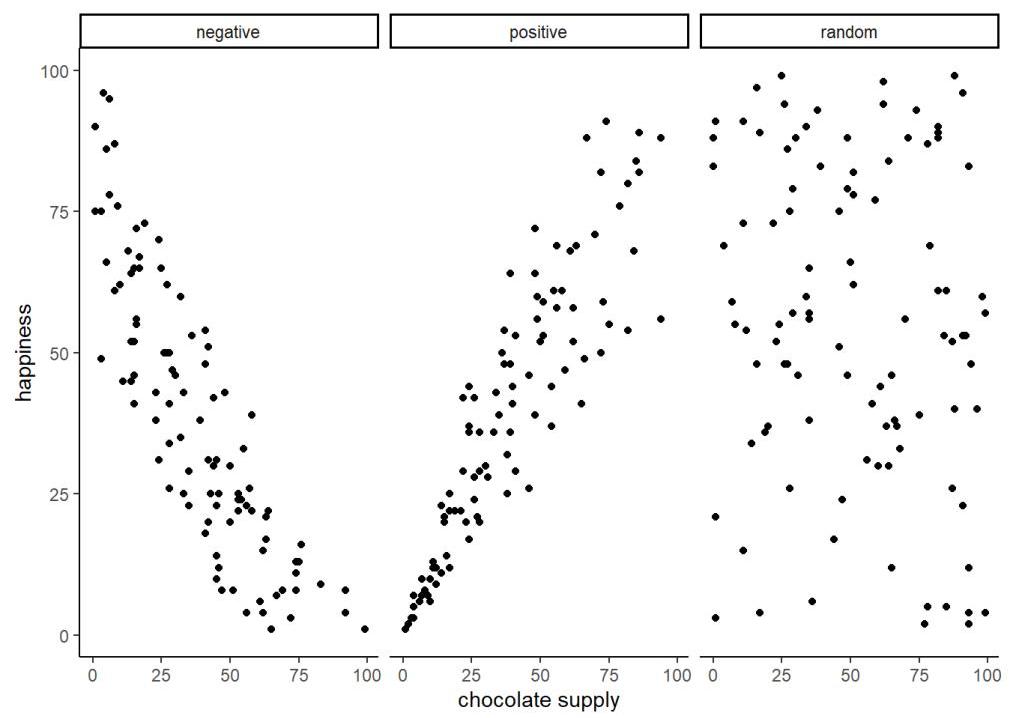 negative
positive
random
100
75
50
25
0
happiness
0 25 50 75 100
0 25 50 75 100
0 25 50 75 100
chocolate supply